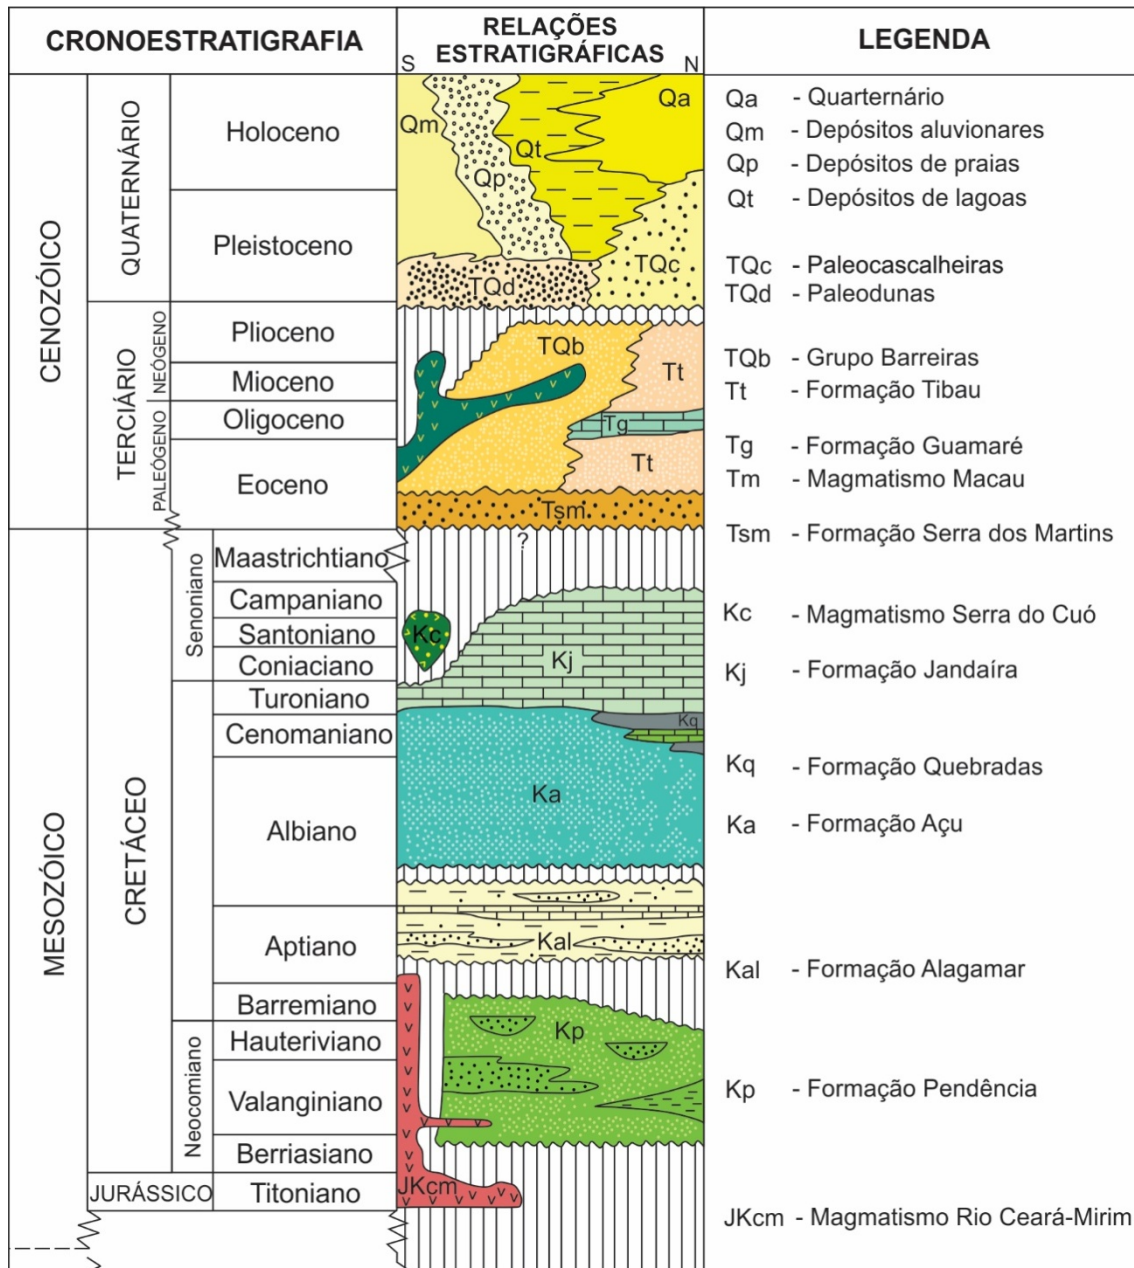 CRONOESTRATIGRAFIA
RELAÇÕES
ESTRATIGRÁFICAS
S
N
LEGENDA
CENOZÓICO
QUATERNÁRIO
Holoceno
Pleistoceno
TERCIÁRIO
NEÓGENO
PALEÓGENO
Plioceno
Mioceno
Oligoceno
Eoceno
MESOZÓICO
CRETÁCEO
Senoniano
Maastrichtiano
Campaniano
Santoniano
Coniaciano
Turoniano
Cenomaniano
Albiano
Aptiano
Barremiano
Neocomiano
Hauteriviano
Valanginiano
Berriasiano
JURÁSSICO
Titoniano
Qm
Qp
Qt
Qa
TQd
TQc
TQb
Tt
Tg
Tt
Tsm
?
Kc
Kj
Kq
Ka
Kal
Kp
JKcm
Qa - Quarternário
Qm - Depósitos aluvionares
Qp - Depósitos de praias
Qt - Depósitos de lagoas
TQc - Paleocascalheiras
TQd - Paleodunas
TQb - Grupo Barreiras
Tt - Formação Tibau
Tg - Formação Guamaré
Tm - Magmatismo Macau
Tsm - Formação Serra dos Martins
Kc - Magmatismo Serra do Cuó
Kj - Formação Jandaíra
Kq - Formação Quebradas
Ka - Formação Açu
Kal - Formação Alagamar
Kp - Formação Pendência
JKcm - Magmatismo Rio Ceará-Mirim